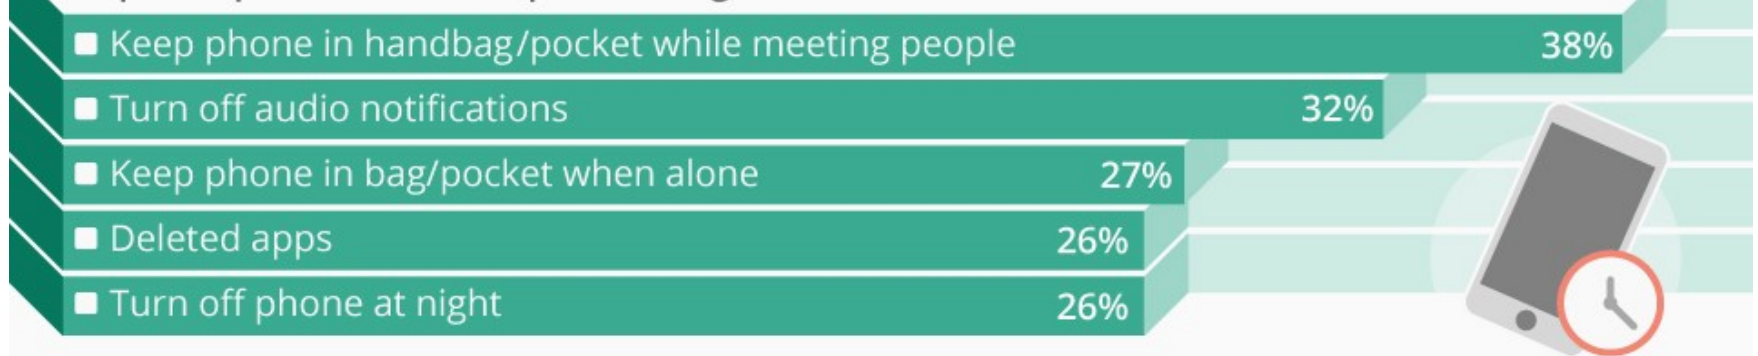 Keep phone in handbag/pocket while meeting people 38%
Turn off audio notifications 32%
Keep phone in bag/pocket when alone 27%
Deleted apps 26%
Turn off phone at night 26%